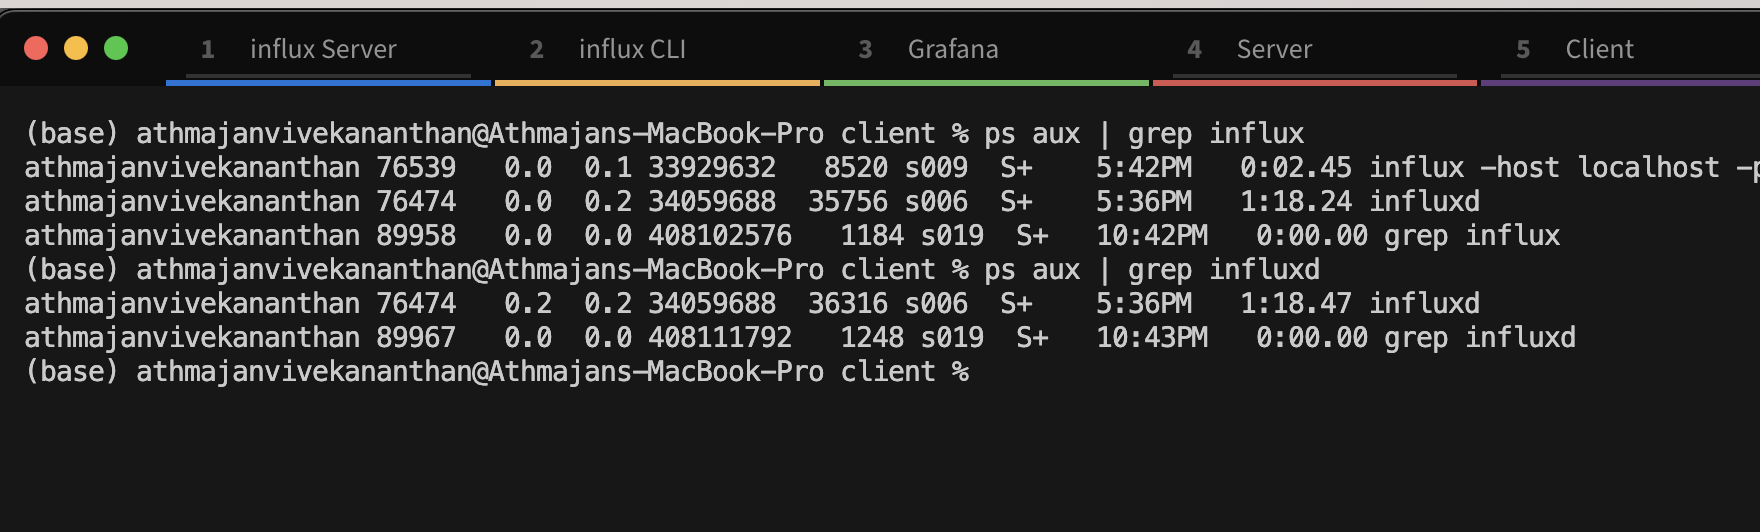 1 influx Server 2 influx CLI 3 Grafana 4 Server 5 Client
(base) athmajanvivekananthan@Athmajans-MacBook-Pro client % ps aux | grep influx
athmajanvivekananthan 76539   0.0  0.1 33929632   8520 s009  S+    5:42PM   0:02.45 influx -host localhost -p
athmajanvivekananthan 76474   0.0  0.2 34059688  35756 s006  S+    5:36PM   1:18.24 influxd
athmajanvivekananthan 89958   0.0  0.0 408102576   1184 s019  S+   10:42PM   0:00.00 grep influx
(base) athmajanvivekananthan@Athmajans-MacBook-Pro client % ps aux | grep influxd
athmajanvivekananthan 76474   0.2  0.2 34059688  36316 s006  S+    5:36PM   1:18.47 influxd
athmajanvivekananthan 89967   0.0  0.0 408111792   1248 s019  S+   10:43PM   0:00.00 grep influxd
(base) athmajanvivekananthan@Athmajans-MacBook-Pro client %